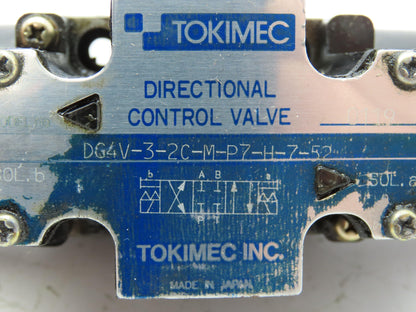 TOKIMEC
DIRECTIONAL
CONTROL VALVE
DG4V-3-2C-M-P7-H-7-52
SOL.b
SOL.a
b A B a
P T
TOKIMEC INC.
MADE IN JAPAN